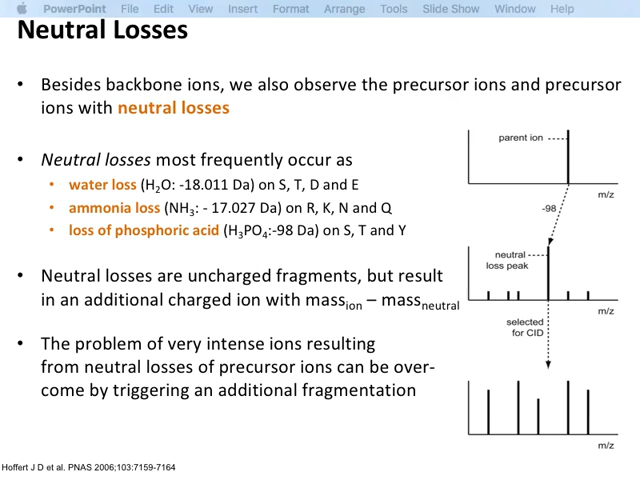 PowerPoint File Edit View Insert Format Arrange Tools Slide Show Window Help
Neutral Losses
• Besides backbone ions, we also observe the precursor ions and precursor
ions with neutral losses
• Neutral losses most frequently occur as
• water loss (H₂O: -18.011 Da) on S, T, D and E
• ammonia loss (NH₃: - 17.027 Da) on R, K, N and Q
• loss of phosphoric acid (H₃PO₄:-98 Da) on S, T and Y
• Neutral losses are uncharged fragments, but result
in an additional charged ion with mass_ion – mass_neutral
• The problem of very intense ions resulting
from neutral losses of precursor ions can be over-
come by triggering an additional fragmentation
parent ion
m/z
-98
neutral
loss peak
m/z
selected
for CID
m/z
Hoffert J D et al. PNAS 2006;103:7159-7164